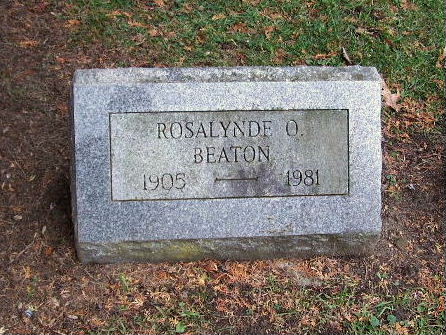 ROSALYNDE O.
BEATON
1905 — 1981